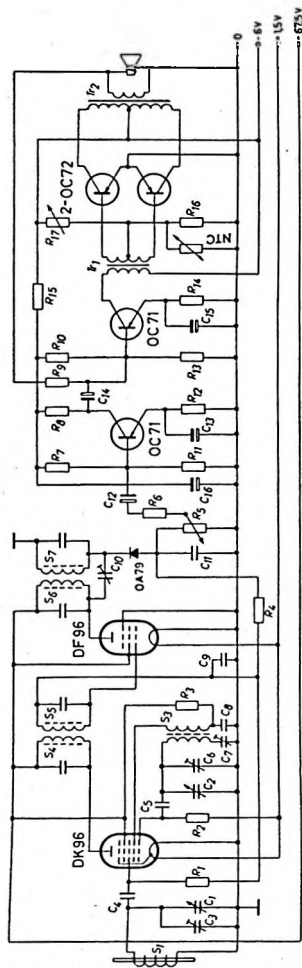 S1
C3
C1
C4
R1
DK96
R2
C5
C2
C6
C7
S3
C8
R3
S4
S5
C9
R4
DF96
S6
S7
C10
OA79
C11
R5
R6
C12
C16
R7
R11
R8
OC71
C13
R12
C14
R9
R10
R13
R15
OC71
C15
R14
Tr1
R17
NTC
R16
2-OC72
Tr2
0
-6V
-1,5V
+67,5V